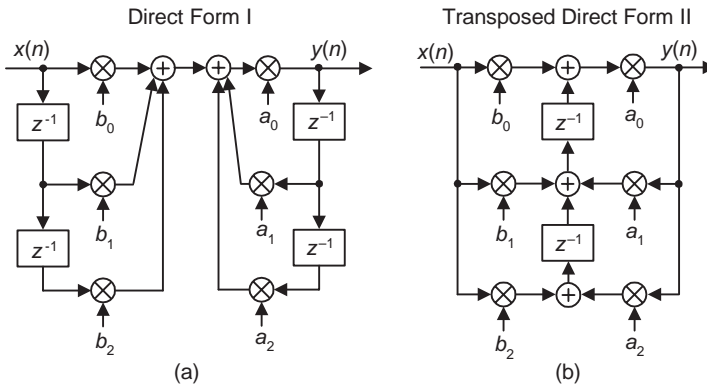 Direct Form I
Transposed Direct Form II
x(n) y(n)
b₀ a₀
z⁻¹ z⁻¹
b₁ a₁
z⁻¹ z⁻¹
b₂ a₂
(a)
x(n) y(n)
b₀ a₀
z⁻¹
b₁ a₁
z⁻¹
b₂ a₂
(b)